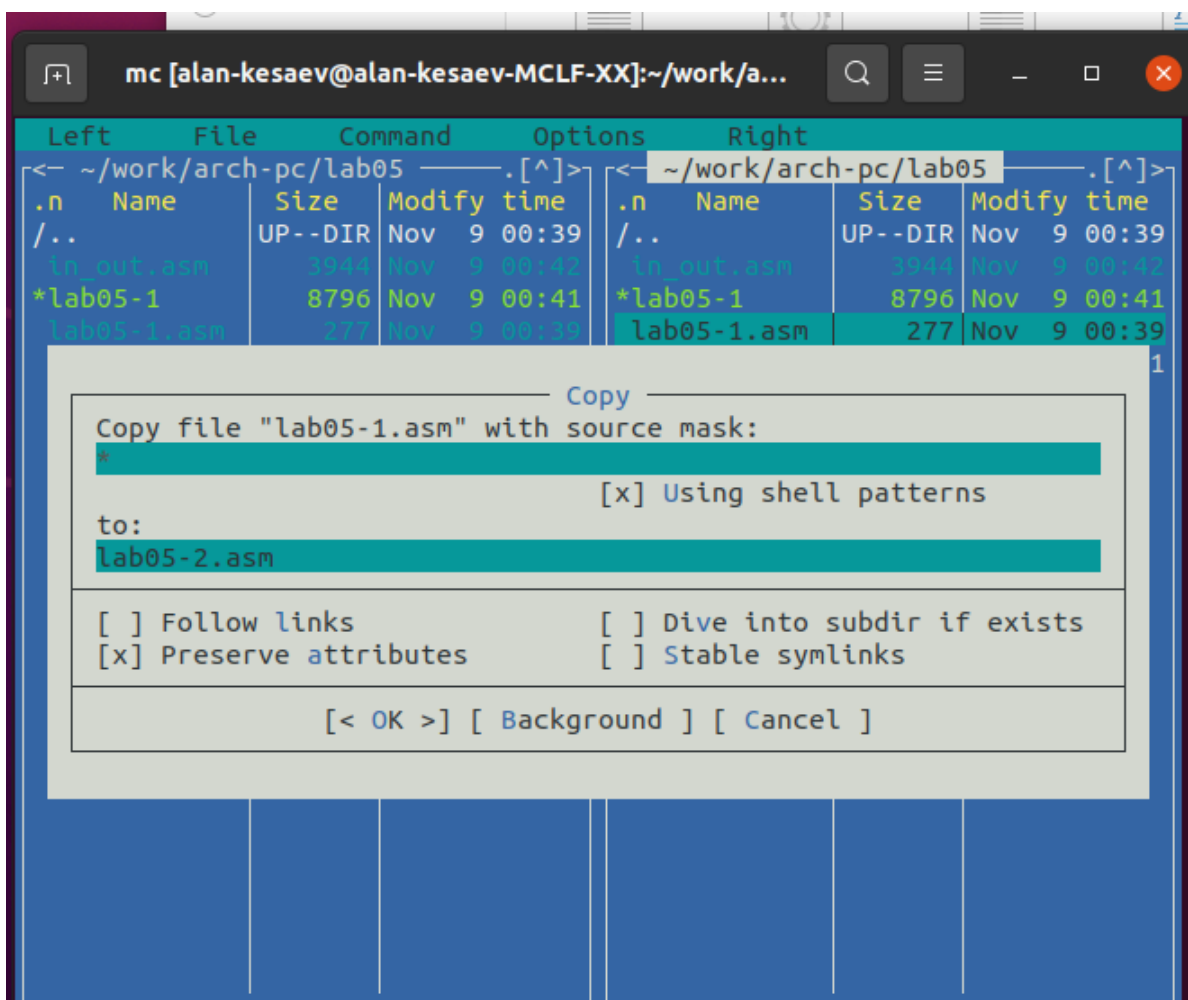 mc [alan-kesaev@alan-kesaev-MCLF-XX]:~/work/a...
Left File Command Options Right
<─ ~/work/arch-pc/lab05 ─.[^]> <─ ~/work/arch-pc/lab05 ─.[^]>
.n Name Size Modify time .n Name Size Modify time
/.. UP--DIR Nov 9 00:39 /.. UP--DIR Nov 9 00:39
in_out.asm 3944 Nov 9 00:42 in_out.asm 3944 Nov 9 00:42
*lab05-1 8796 Nov 9 00:41 *lab05-1 8796 Nov 9 00:41
lab05-1.asm 277 Nov 9 00:39 lab05-1.asm 277 Nov 9 00:39
1
Copy
Copy file "lab05-1.asm" with source mask:
*
[x] Using shell patterns
to:
lab05-2.asm
[ ] Follow links [ ] Dive into subdir if exists
[x] Preserve attributes [ ] Stable symlinks
[< OK >] [ Background ] [ Cancel ]